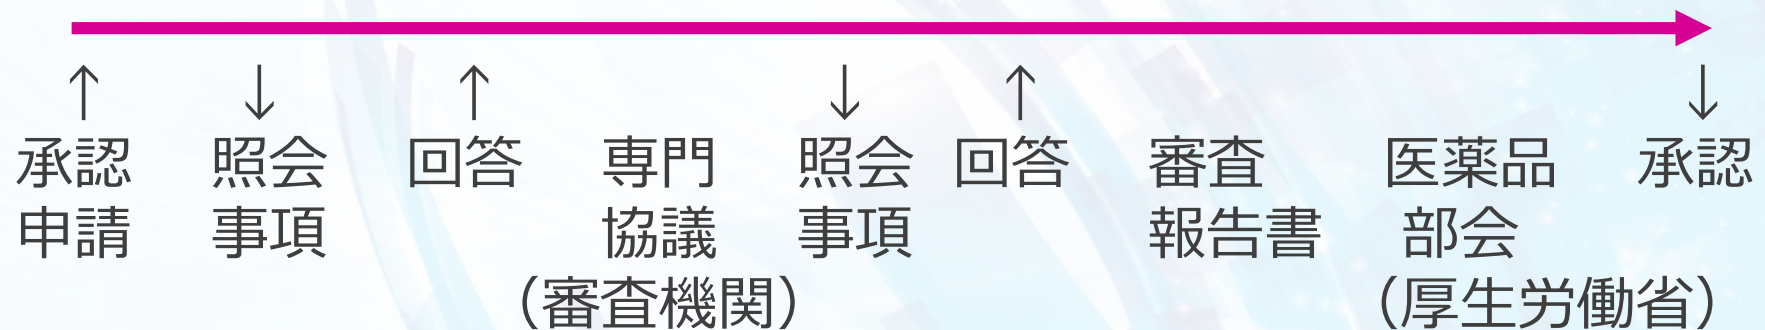 ↑ ↓ ↑ ↓ ↑ ↓
承認 照会 回答 専門 照会 回答 審査 医薬品 承認
申請 事項 協議 事項 報告書 部会
（審査機関） （厚生労働省）